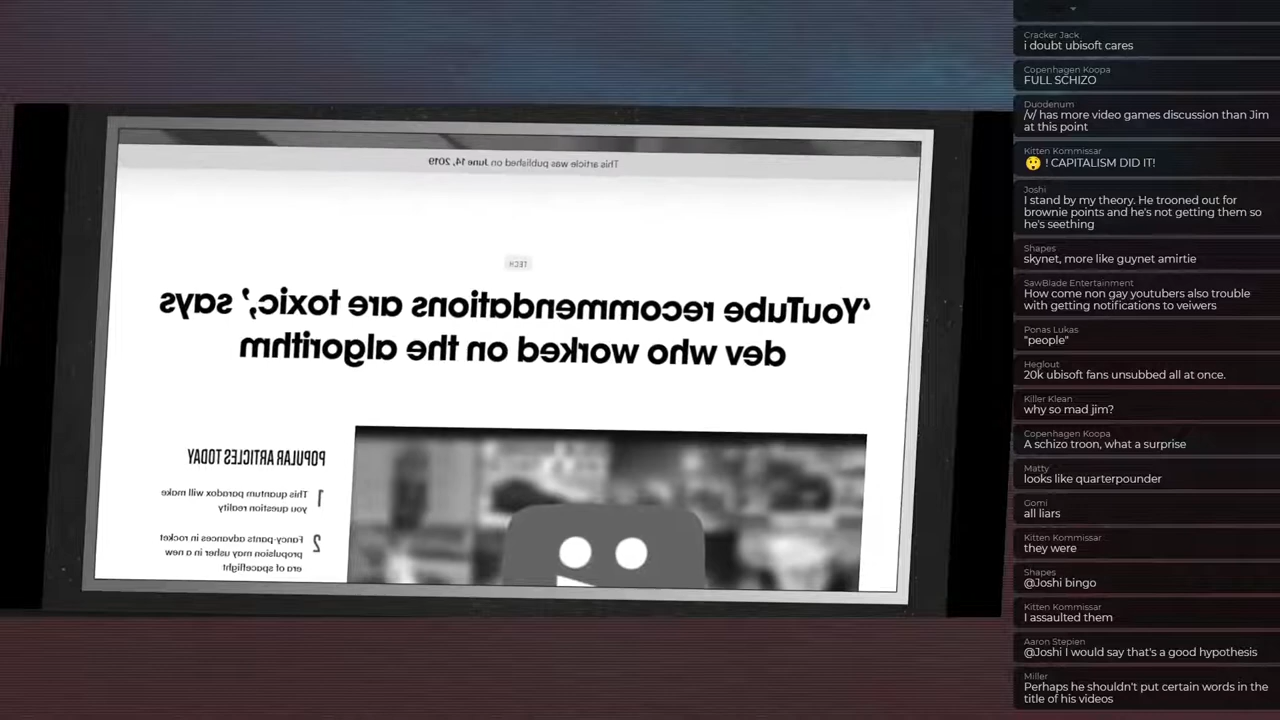 This article was published on June 14, 2019
TECH
‘YouTube recommendations are toxic,’ says
dev who worked on the algorithm
POPULAR ARTICLES TODAY
1 This quantum paradox will make
you question reality
2 Fancy-pants advances in rocket
propulsion may usher in a new
era of spaceflight
Cracker Jack
i doubt ubisoft cares
Copenhagen Koopa
FULL SCHIZO
Duodenum
/v/ has more video games discussion than Jim
at this point
Kitten Kommissar
😲 ! CAPITALISM DID IT!
Joshi
I stand by my theory. He trooned out for
brownie points and he's not getting them so
he's seething
Shapes
skynet, more like guynet amirtie
SawBlade Entertainment
How come non gay youtubers also trouble
with getting notifications to veiwers
Ponas Lukas
"people"
Heglout
20k ubisoft fans unsubbed all at once.
Killer Klean
why so mad jim?
Copenhagen Koopa
A schizo troon, what a surprise
Matty
looks like quarterpounder
Gomi
all liars
Kitten Kommissar
they were
Shapes
@Joshi bingo
Kitten Kommissar
I assaulted them
Aaron Stepien
@Joshi I would say that's a good hypothesis
Miller
Perhaps he shouldn't put certain words in the
title of his videos